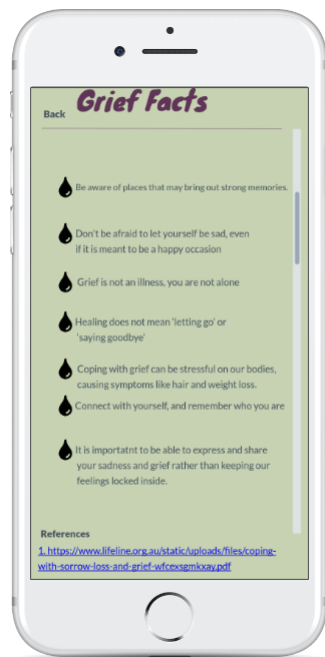 Grief Facts
Back
Be aware of places that may bring out strong memories.
Don't be afraid to let yourself be sad, even
if it is meant to be a happy occasion
Grief is not an illness, you are not alone
Healing does not mean 'letting go' or
'saying goodbye'
Coping with grief can be stressful on our bodies,
causing symptoms like hair and weight loss.
Connect with yourself, and remember who you are
It is importatnt to be able to express and share
your sadness and grief rather than keeping our
feelings locked inside.
References
1. https://www.lifeline.org.au/static/uploads/files/coping-
with-sorrow-loss-and-grief-wfcexsgmkxay.pdf